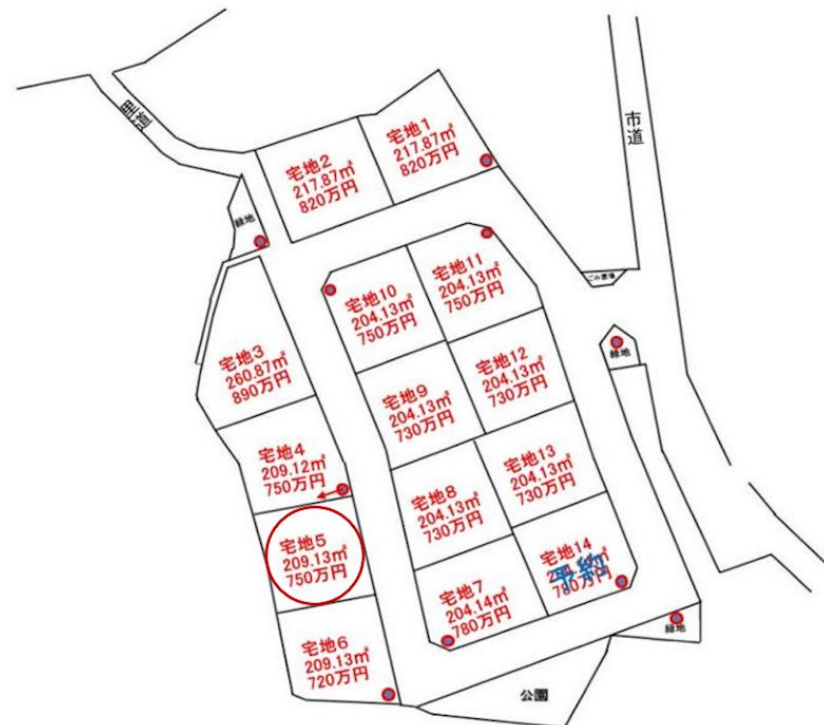 里道
市道
宅地1
217.87㎡
820万円
宅地2
217.87㎡
820万円
緑地
宅地11
204.13㎡
750万円
宅地10
204.13㎡
750万円
緑地
宅地3
260.87㎡
890万円
宅地12
204.13㎡
730万円
宅地9
204.13㎡
730万円
宅地4
209.12㎡
750万円
宅地13
204.13㎡
730万円
宅地8
204.13㎡
730万円
宅地5
209.13㎡
750万円
宅地14
予約
780万円
宅地7
204.14㎡
780万円
宅地6
209.13㎡
720万円
緑地
公園